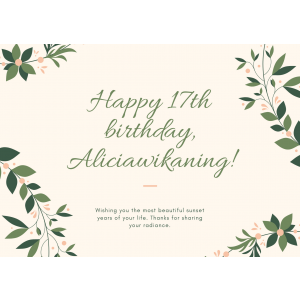 Happy 17th
birthday,
Aliciawikaning!
Wishing you the most beautiful sunset
years of your life. Thanks for sharing
your radiance.